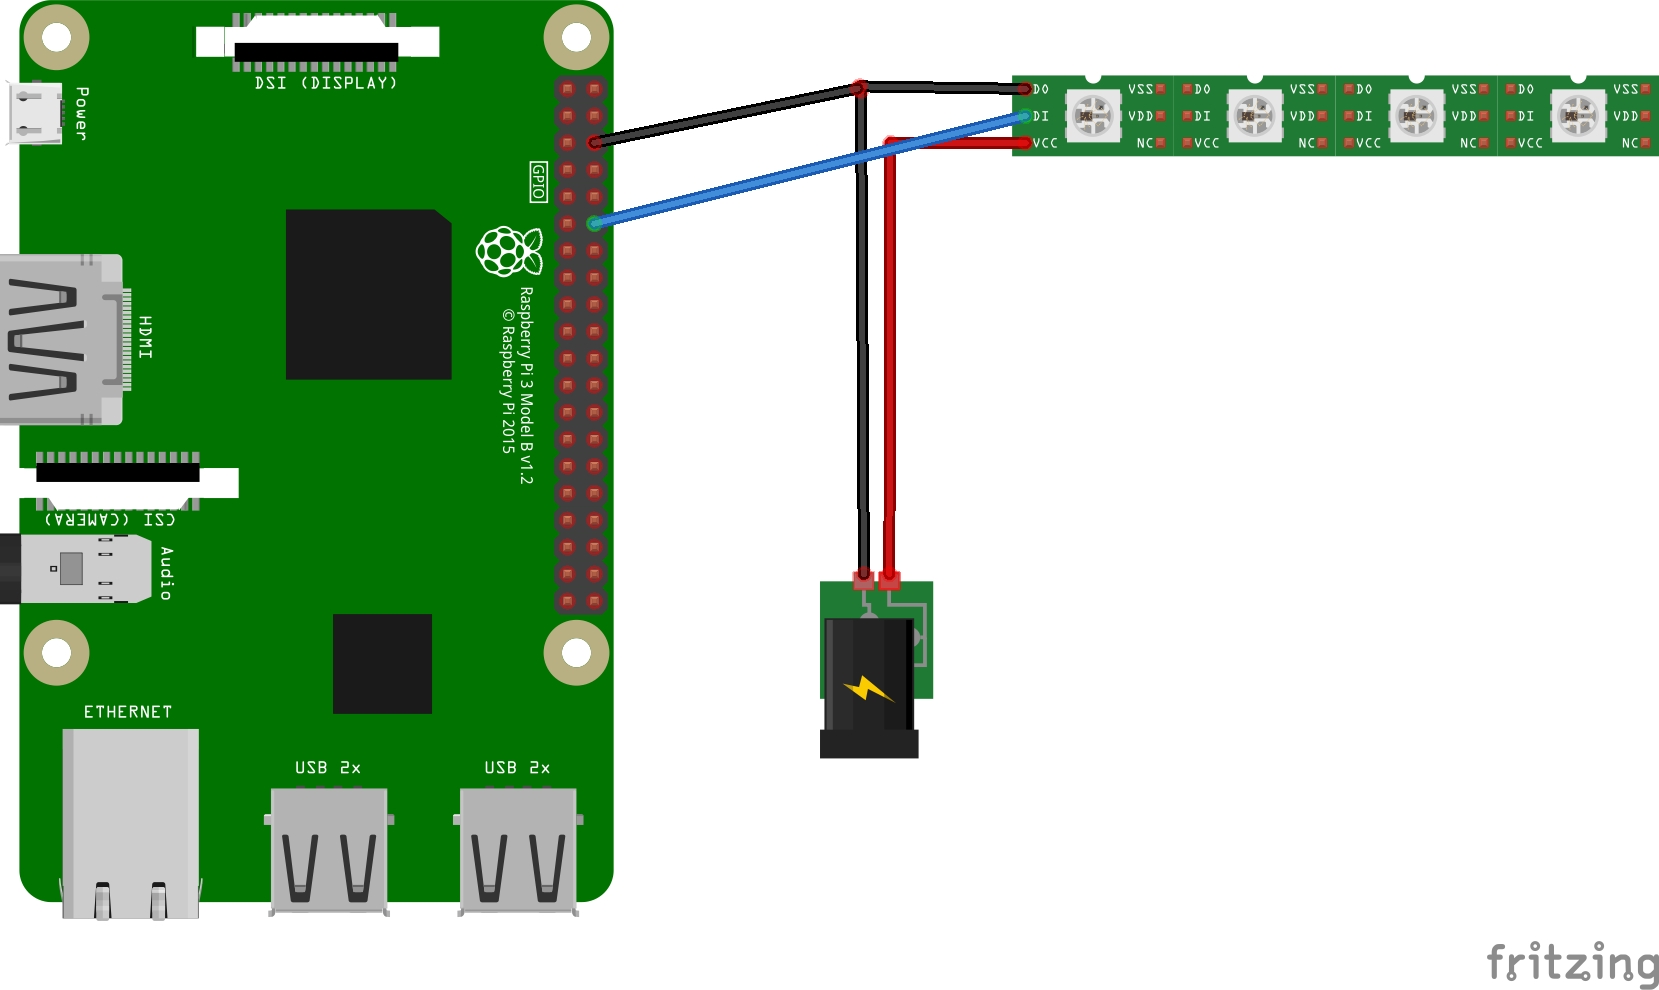 DSI (DISPLAY)
Power
GPIO
HDMI
Raspberry Pi 3 Model B v1.2
© Raspberry Pi 2015
CSI (CAMERA)
Audio
ETHERNET
USB 2x
USB 2x
DO
DI
VCC
VSS
VDD
NC
DO
DI
VCC
VSS
VDD
NC
DO
DI
VCC
VSS
VDD
NC
DO
DI
VCC
VSS
VDD
NC
fritzing